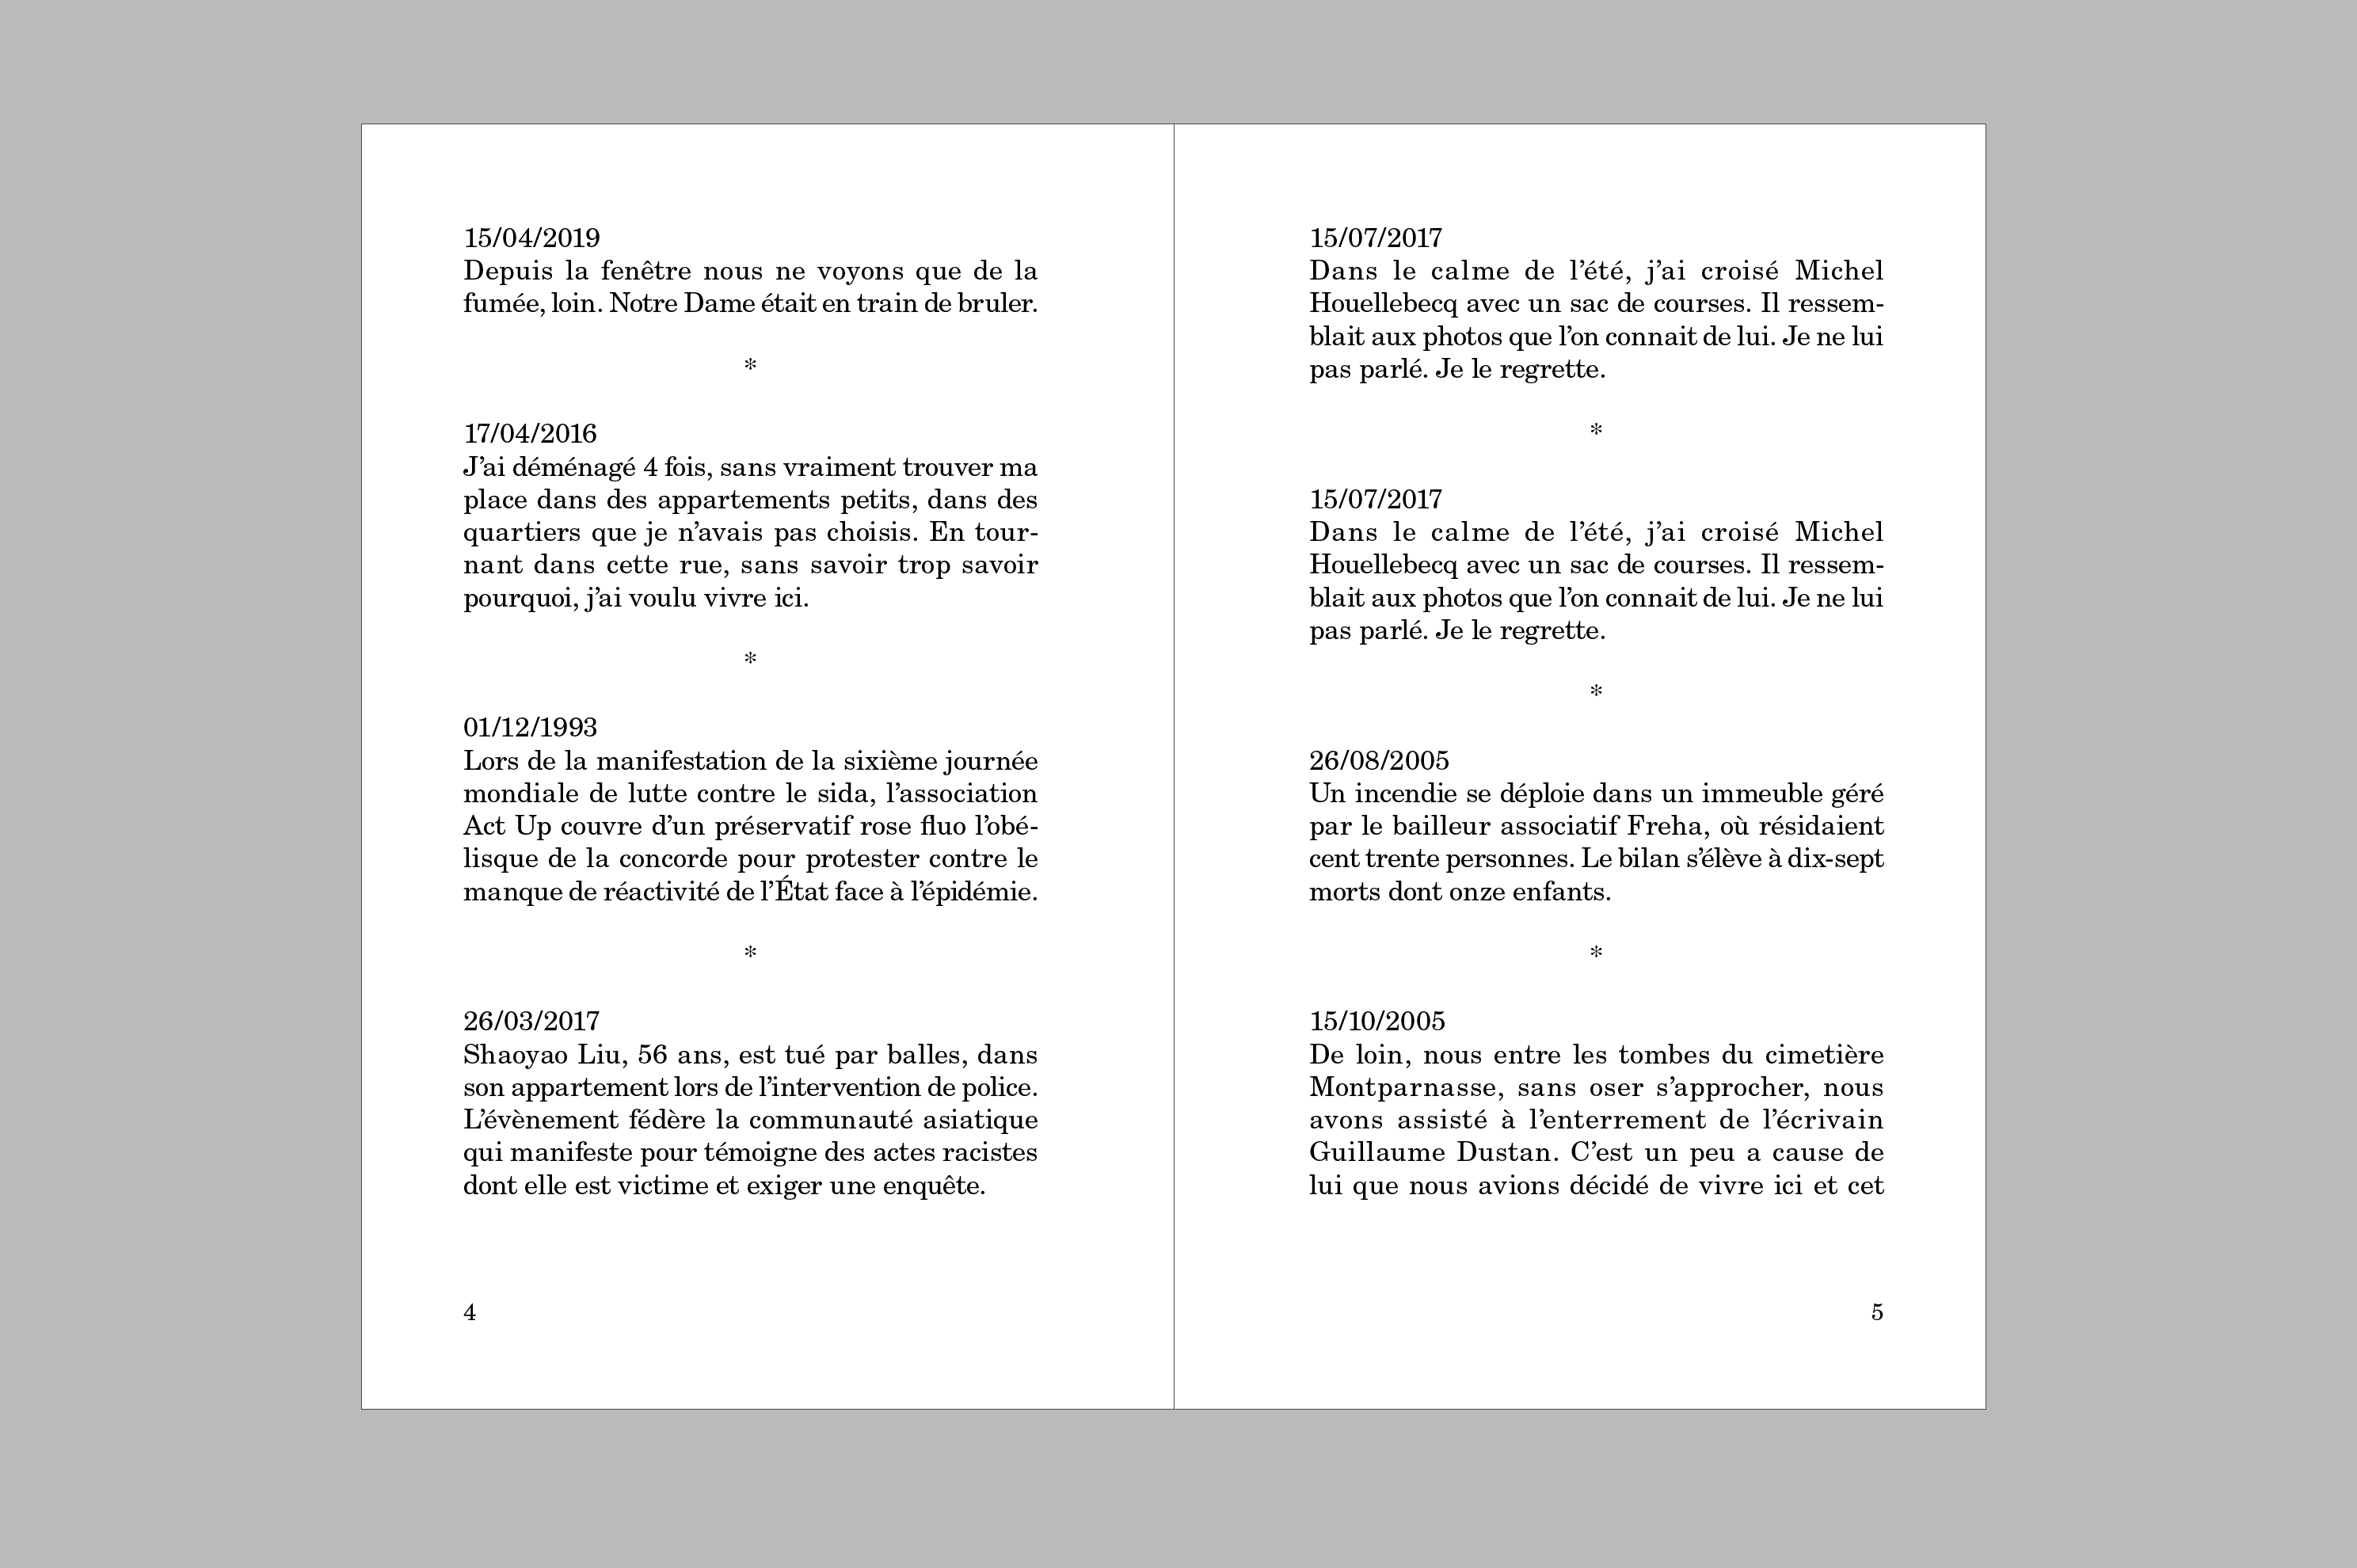 15/04/2019
Depuis la fenêtre nous ne voyons que de la
fumée, loin. Notre Dame était en train de bruler.
*
17/04/2016
J’ai déménagé 4 fois, sans vraiment trouver ma
place dans des appartements petits, dans des
quartiers que je n’avais pas choisis. En tour-
nant dans cette rue, sans savoir trop savoir
pourquoi, j’ai voulu vivre ici.
*
01/12/1993
Lors de la manifestation de la sixième journée
mondiale de lutte contre le sida, l’association
Act Up couvre d’un préservatif rose fluo l’obé-
lisque de la concorde pour protester contre le
manque de réactivité de l’État face à l’épidémie.
*
26/03/2017
Shaoyao Liu, 56 ans, est tué par balles, dans
son appartement lors de l’intervention de police.
L’évènement fédère la communauté asiatique
qui manifeste pour témoigne des actes racistes
dont elle est victime et exiger une enquête.
4
15/07/2017
Dans le calme de l’été, j’ai croisé Michel
Houellebecq avec un sac de courses. Il ressem-
blait aux photos que l’on connait de lui. Je ne lui
pas parlé. Je le regrette.
*
15/07/2017
Dans le calme de l’été, j’ai croisé Michel
Houellebecq avec un sac de courses. Il ressem-
blait aux photos que l’on connait de lui. Je ne lui
pas parlé. Je le regrette.
*
26/08/2005
Un incendie se déploie dans un immeuble géré
par le bailleur associatif Freha, où résidaient
cent trente personnes. Le bilan s’élève à dix-sept
morts dont onze enfants.
*
15/10/2005
De loin, nous entre les tombes du cimetière
Montparnasse, sans oser s’approcher, nous
avons assisté à l’enterrement de l’écrivain
Guillaume Dustan. C’est un peu a cause de
lui que nous avions décidé de vivre ici et cet
5